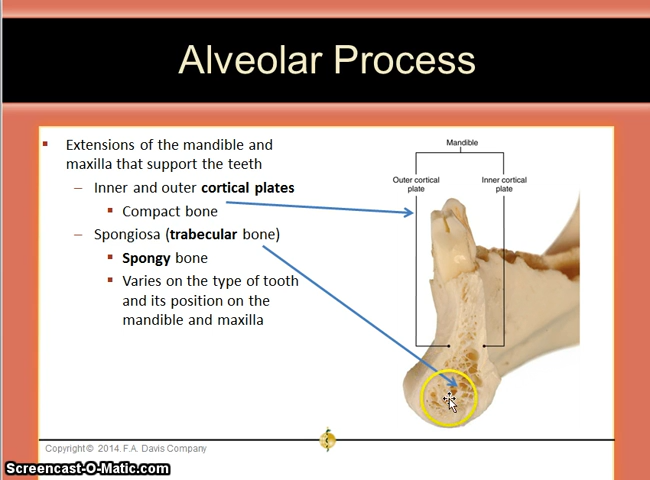 Alveolar Process
▪ Extensions of the mandible and
maxilla that support the teeth
– Inner and outer cortical plates
▪ Compact bone
– Spongiosa (trabecular bone)
▪ Spongy bone
▪ Varies on the type of tooth
and its position on the
mandible and maxilla
Mandible
Outer cortical
plate
Inner cortical
plate
Copyright © 2014. F.A. Davis Company
Screencast-O-Matic.com